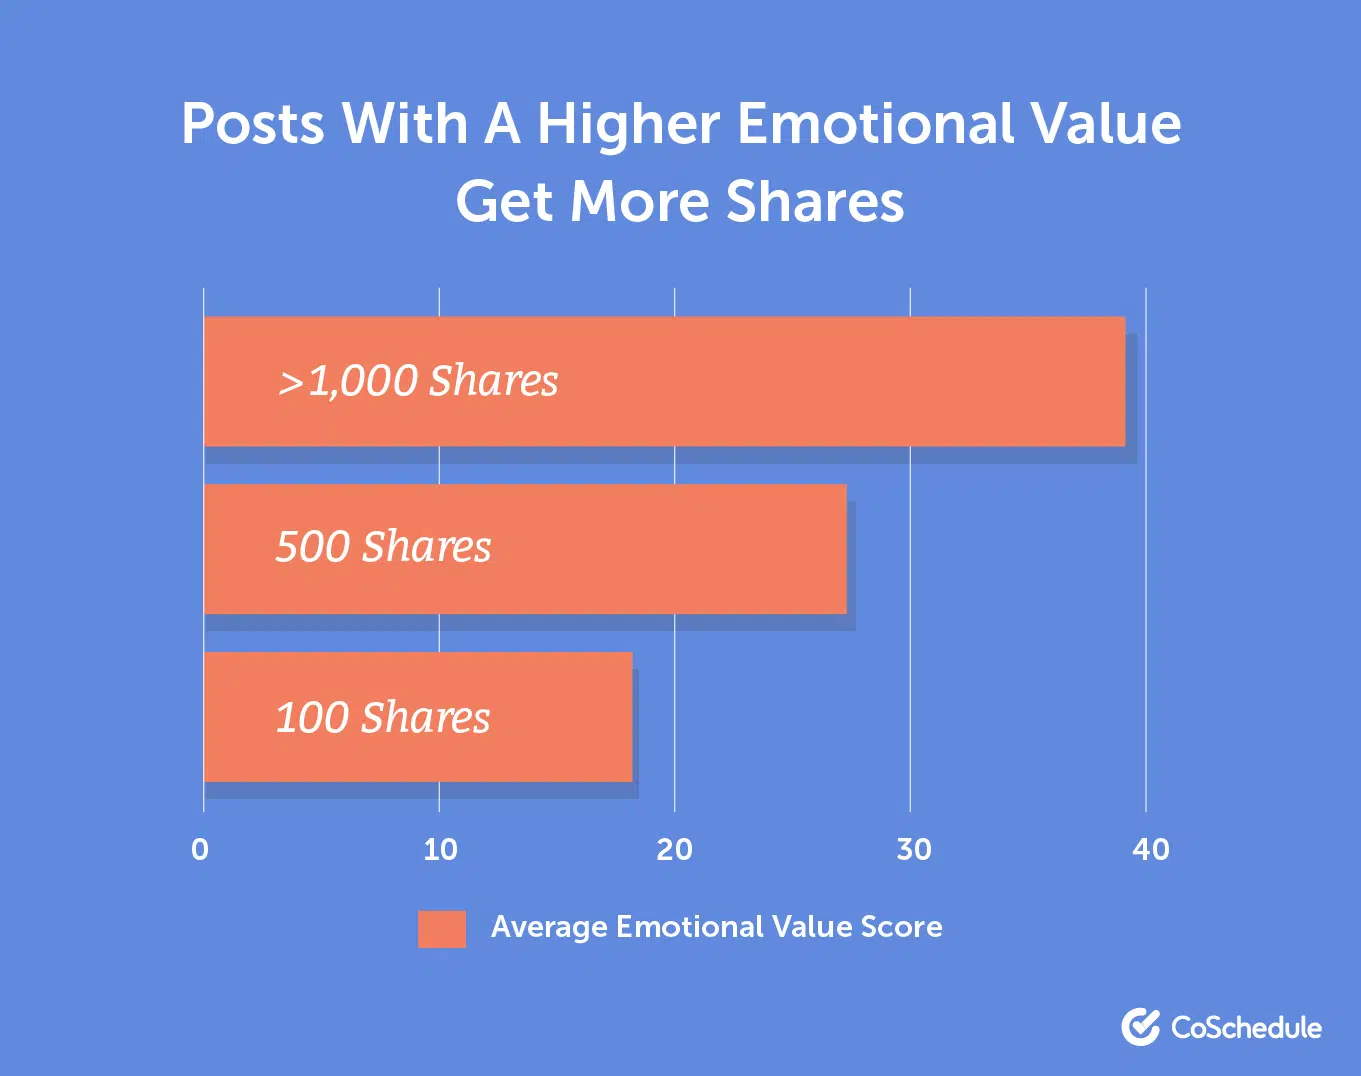 Posts With A Higher Emotional Value
Get More Shares
>1,000 Shares
500 Shares
100 Shares
0 10 20 30 40
Average Emotional Value Score
CoSchedule